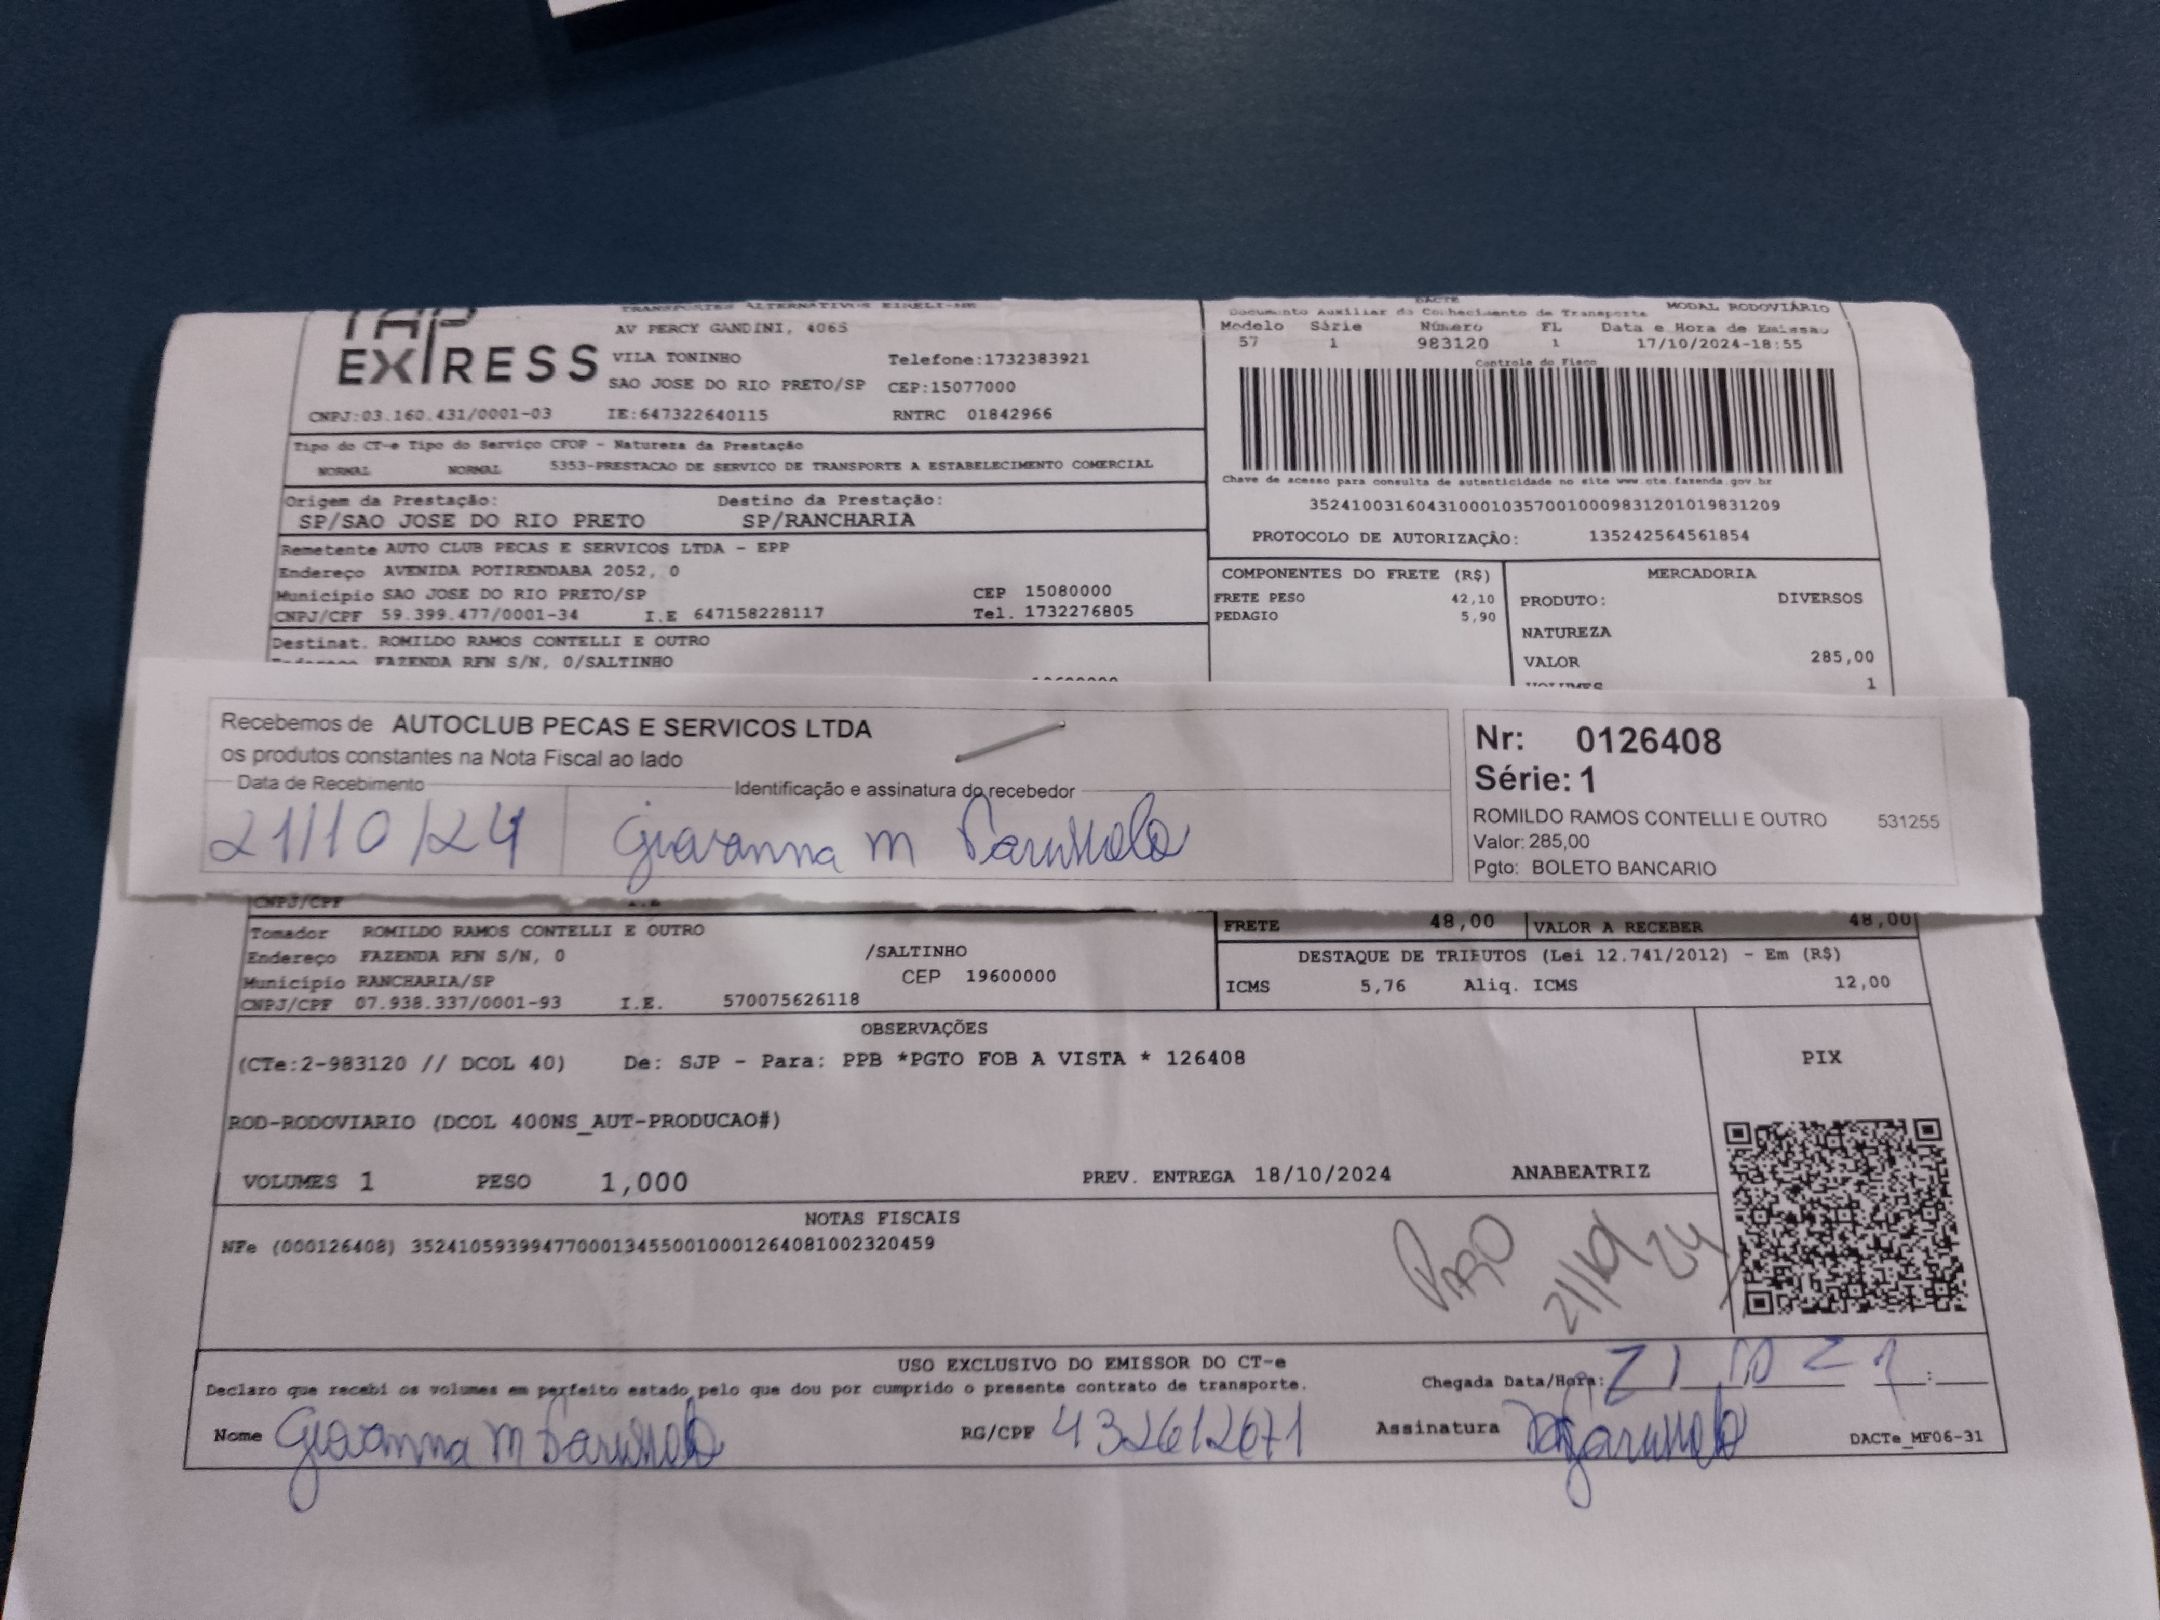 TAP
EXPRESS
TRANSPORTES ALTERNATIVOS EIRELI-ME
AV PERCY GANDINI, 4065
VILA TONINHO Telefone:1732383921
SAO JOSE DO RIO PRETO/SP CEP:15077000
CNPJ:03.160.431/0001-03 IE:647322640115 RNTRC 01842966
DACTE MODAL RODOVIÁRIO
Documento Auxiliar do Conhecimento de Transporte
Modelo Série Número FL Data e Hora de Emissão
57 1 983120 1 17/10/2024-18:55
Controle do Fisco
Chave de acesso para consulta de autenticidade no site www.cte.fazenda.gov.br
35241003160431000103570010009831201019831209
PROTOCOLO DE AUTORIZAÇÃO: 135242564561854
Tipo do CT-e Tipo do Serviço CFOP - Natureza da Prestação
NORMAL NORMAL 5353-PRESTACAO DE SERVICO DE TRANSPORTE A ESTABELECIMENTO COMERCIAL
Origem da Prestação: Destino da Prestação:
SP/SAO JOSE DO RIO PRETO SP/RANCHARIA
Remetente AUTO CLUB PECAS E SERVICOS LTDA - EPP
Endereço AVENIDA POTIRENDABA 2052, 0
Município SAO JOSE DO RIO PRETO/SP CEP 15080000
CNPJ/CPF 59.399.477/0001-34 I.E 647158228117 Tel. 1732276805
Destinat. ROMILDO RAMOS CONTELLI E OUTRO
Endereço FAZENDA RFN S/N, 0/SALTINHO
COMPONENTES DO FRETE (R$)
FRETE PESO 42,10
PEDAGIO 5,90
MERCADORIA
PRODUTO: DIVERSOS
NATUREZA
VALOR 285,00
VOLUMES 1
Recebemos de AUTOCLUB PECAS E SERVICOS LTDA
os produtos constantes na Nota Fiscal ao lado
Data de Recebimento Identificação e assinatura do recebedor
21/10/24 Giovanna m
Nr: 0126408
Série: 1
ROMILDO RAMOS CONTELLI E OUTRO 531255
Valor: 285,00
Pgto: BOLETO BANCARIO
CNPJ/CPF I.E
Tomador ROMILDO RAMOS CONTELLI E OUTRO
Endereço FAZENDA RFN S/N, 0 /SALTINHO
Município RANCHARIA/SP CEP 19600000
CNPJ/CPF 07.938.337/0001-93 I.E. 570075626118
FRETE 48,00 VALOR A RECEBER 48,00
DESTAQUE DE TRIBUTOS (Lei 12.741/2012) - Em (R$)
ICMS 5,76 Aliq. ICMS 12,00
OBSERVAÇÕES
(CTe:2-983120 // DCOL 40) De: SJP - Para: PPB *PGTO FOB A VISTA * 126408
ROD-RODOVIARIO (DCOL 400NS_AUT-PRODUCAO#)
VOLUMES 1 PESO 1,000 PREV. ENTREGA 18/10/2024 ANABEATRIZ
PIX
NOTAS FISCAIS
NFe (000126408) 35241059399477000134550010001264081002320459
PAGO 21/10/24
USO EXCLUSIVO DO EMISSOR DO CT-e
Declaro que recebi os volumes em perfeito estado pelo que dou por cumprido o presente contrato de transporte.
Chegada Data/Hora: 21 10 24 :
Nome Giovanna m RG/CPF 432612671 Assinatura
DACTe_MF06-31